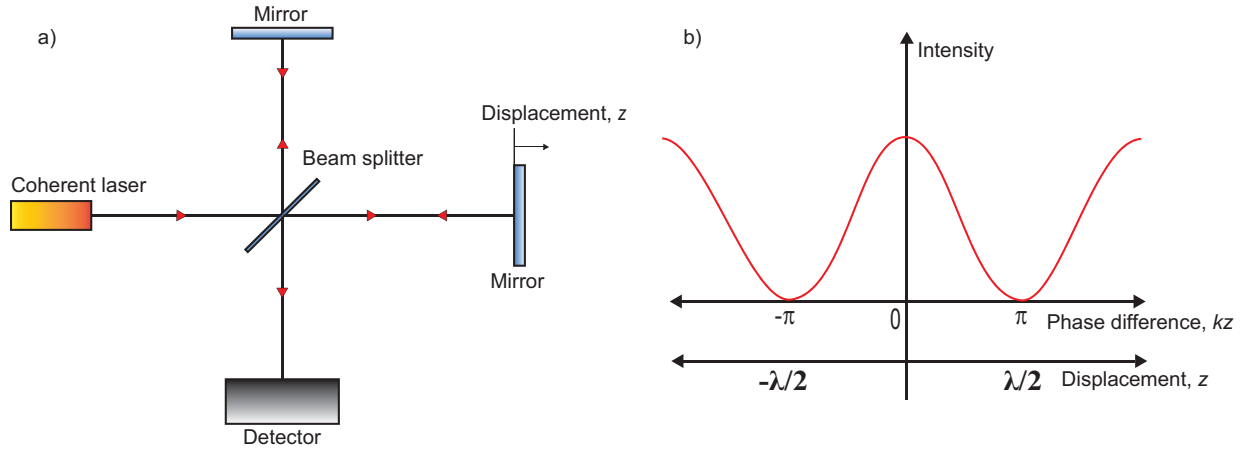 a)
Mirror
Displacement, z
Beam splitter
Coherent laser
Mirror
Detector
b)
Intensity
-π
0
π
Phase difference, kz
-λ/2
λ/2
Displacement, z